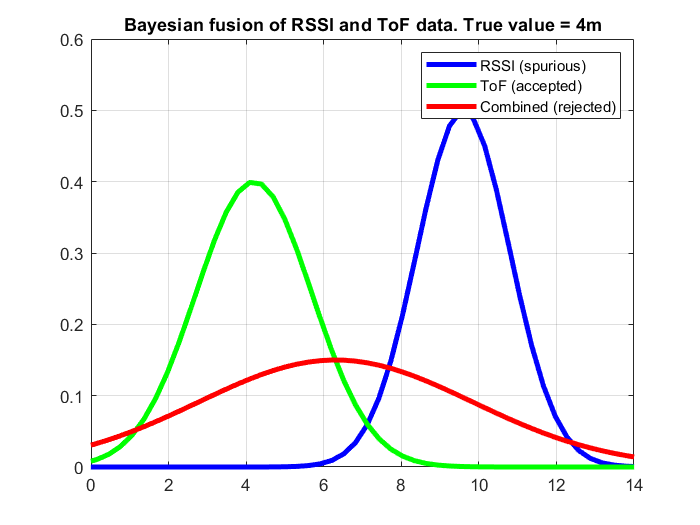 Bayesian fusion of RSSI and ToF data. True value = 4m
0.6
0.5
0.4
0.3
0.2
0.1
0
RSSI (spurious)
ToF (accepted)
Combined (rejected)
0 2 4 6 8 10 12 14